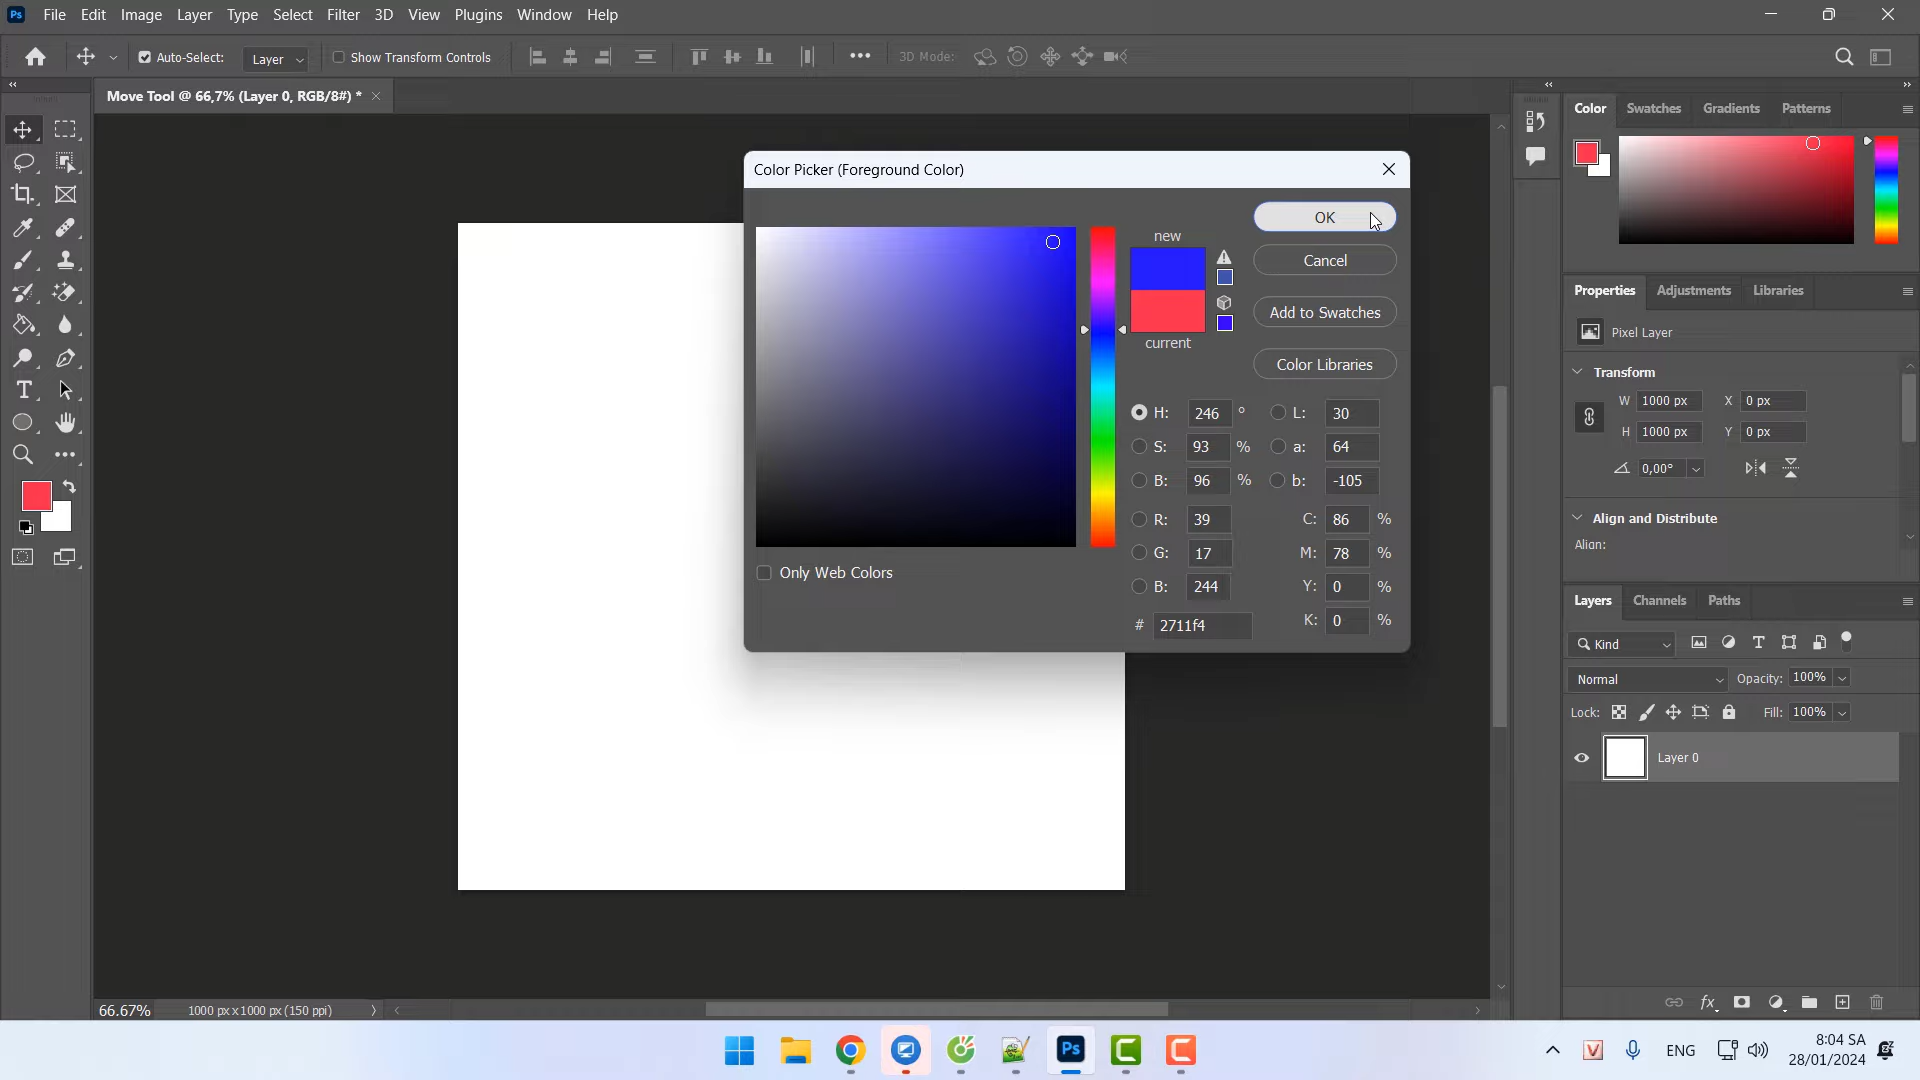 Ps File Edit Image Layer Type Select Filter 3D View Plugins Window Help
Auto-Select: Layer Show Transform Controls 3D Mode:
Move Tool @ 66,7% (Layer 0, RGB/8#) *
Color Swatches Gradients Patterns
Color Picker (Foreground Color)
OK
new
Cancel
Add to Swatches
current
Color Libraries
H: 246 ° L: 30
S: 93 % a: 64
B: 96 % b: -105
R: 39 C: 86 %
G: 17 M: 78 %
B: 244 Y: 0 %
# 2711f4 K: 0 %
Only Web Colors
Properties Adjustments Libraries
Pixel Layer
Transform
W 1000 px X 0 px
H 1000 px Y 0 px
0,00°
Align and Distribute
Align:
Layers Channels Paths
Kind
Normal Opacity: 100%
Lock: Fill: 100%
Layer 0
fx
66.67% 1000 px x 1000 px (150 ppi)
Ps
ENG
8:04 SA
28/01/2024